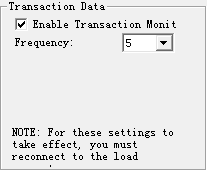 Transaction Data
Enable Transaction Monit
Frequency:
5
NOTE: For these settings to
take effect, you must
reconnect to the load